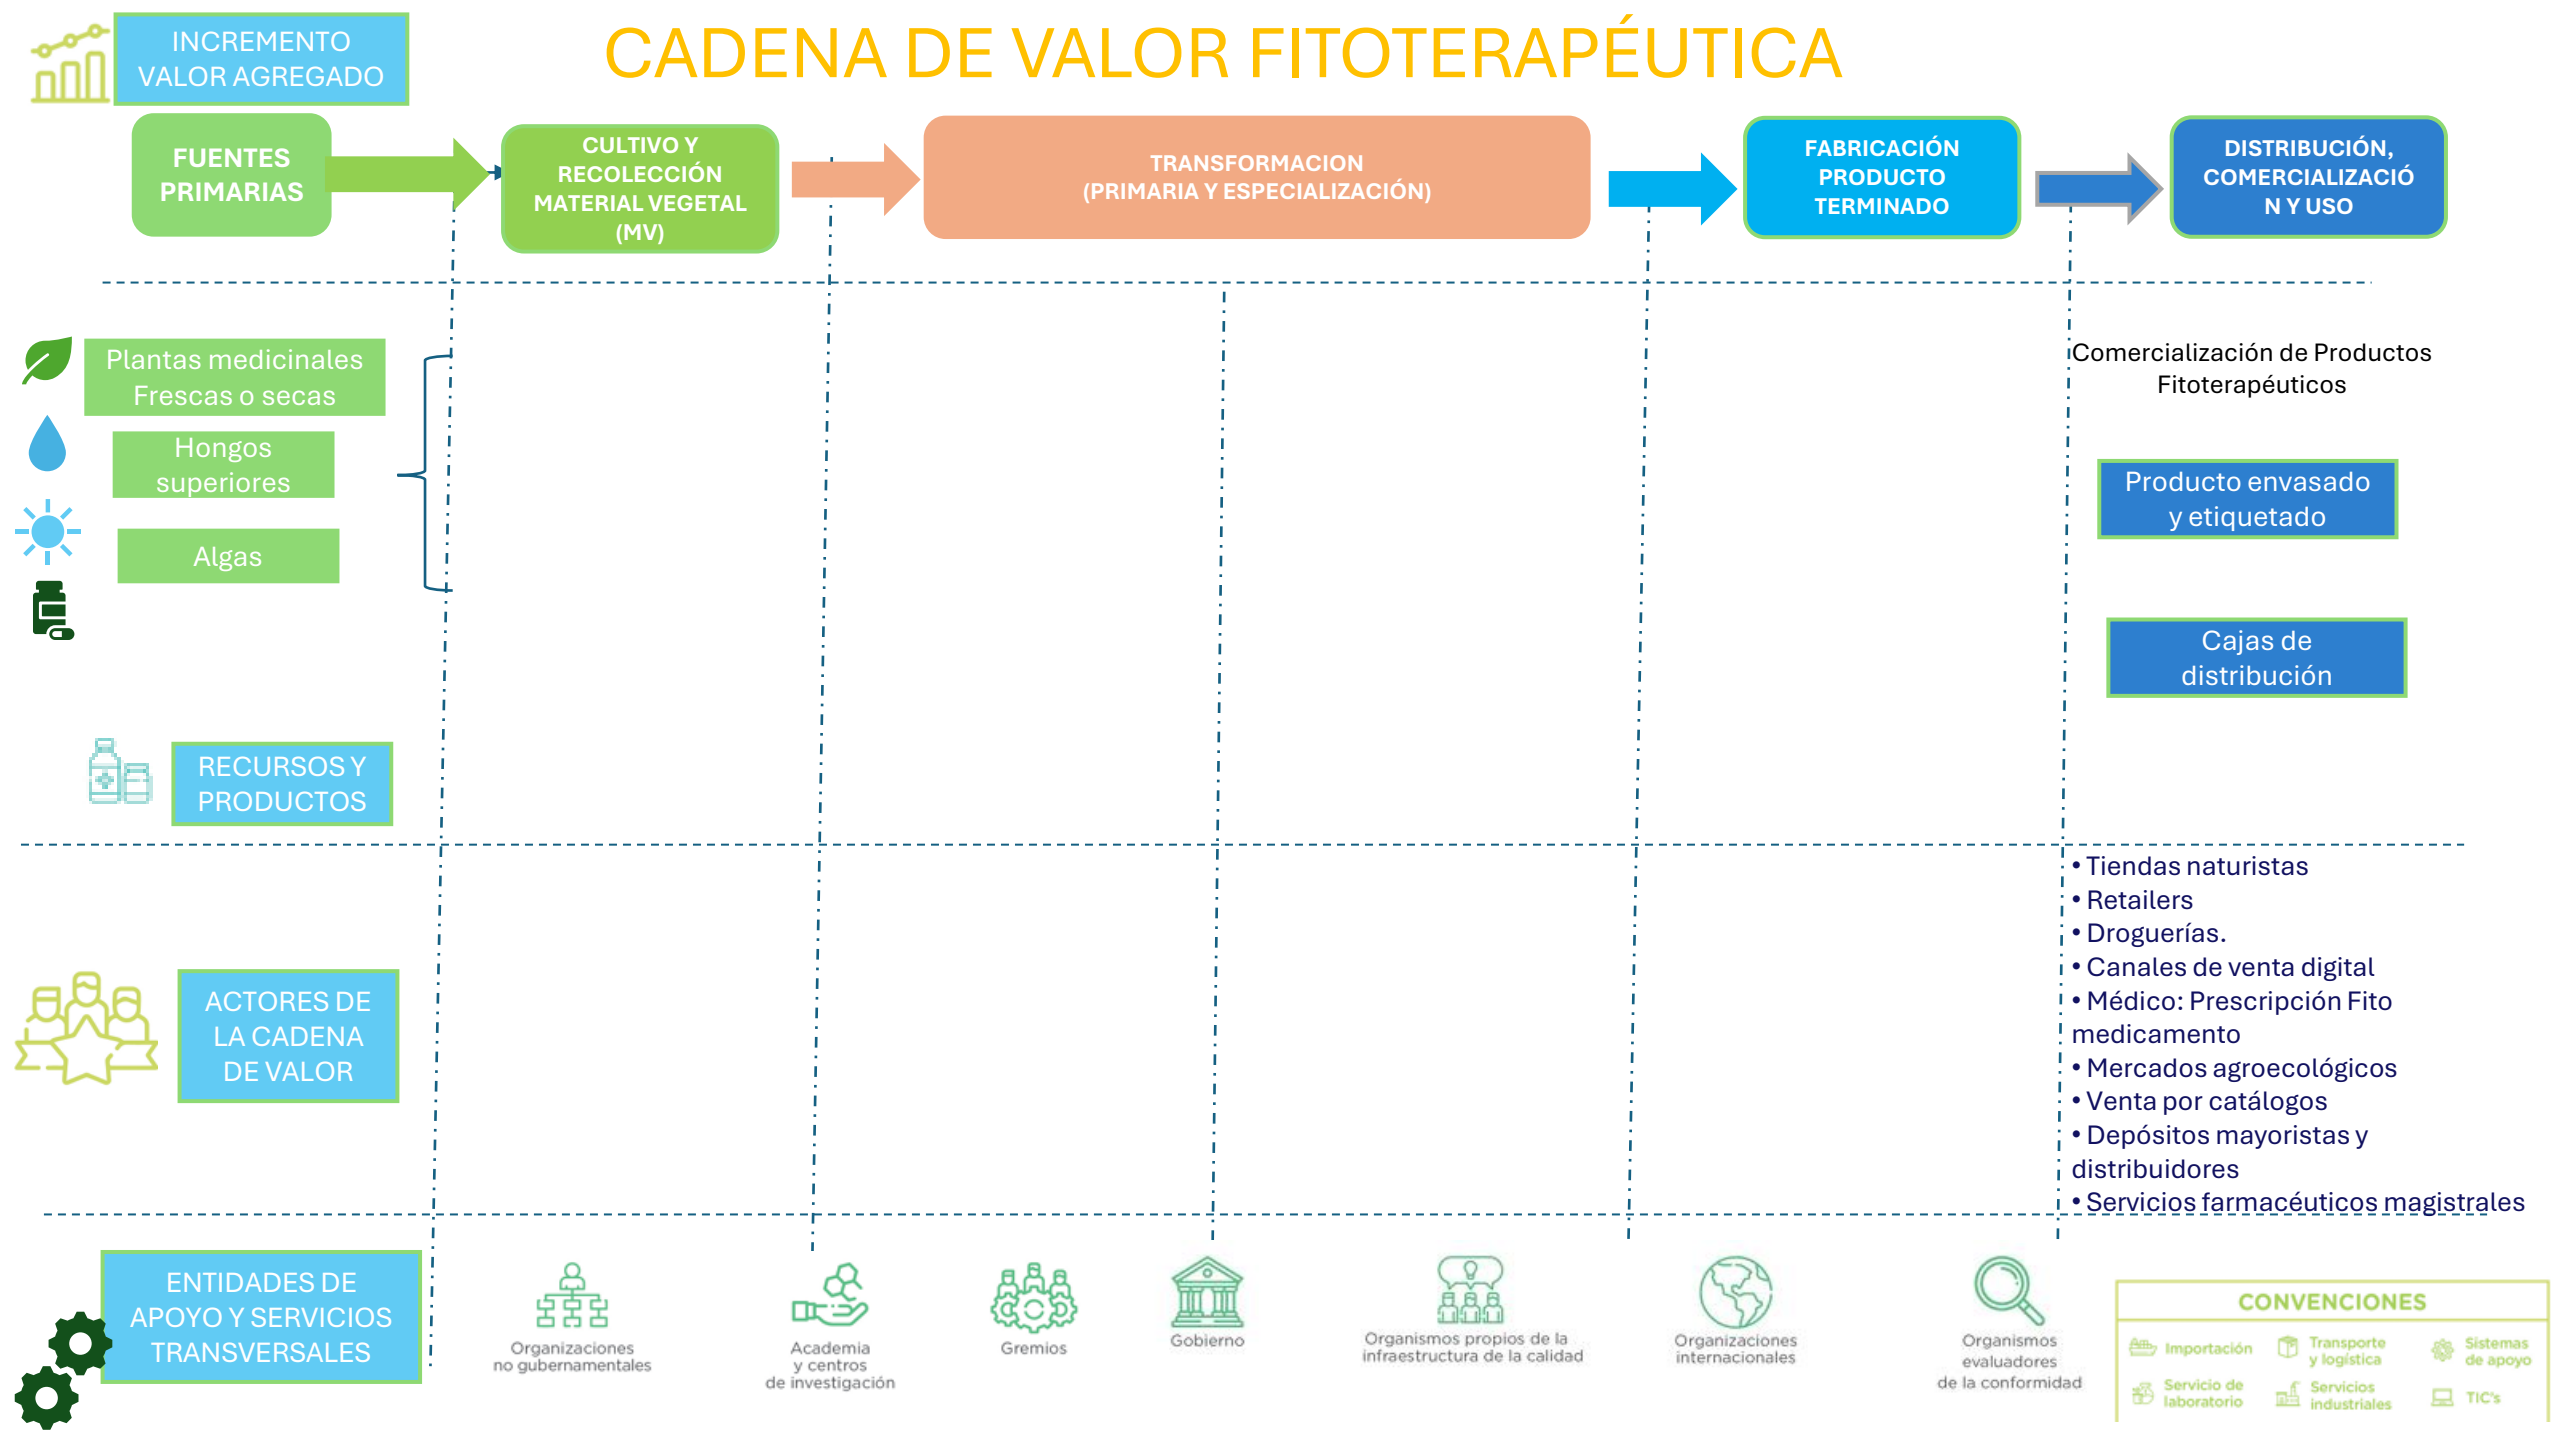 INCREMENTO
VALOR AGREGADO
CADENA DE VALOR FITOTERAPÉUTICA
FUENTES
PRIMARIAS
CULTIVO Y
RECOLECCIÓN
MATERIAL VEGETAL
(MV)
TRANSFORMACION
(PRIMARIA Y ESPECIALIZACIÓN)
FABRICACIÓN
PRODUCTO
TERMINADO
DISTRIBUCIÓN,
COMERCIALIZACIÓ
N Y USO
Plantas medicinales
Frescas o secas
Hongos
superiores
Algas
Comercialización de Productos
Fitoterapéuticos
Producto envasado
y etiquetado
Cajas de
distribución
RECURSOS Y
PRODUCTOS
ACTORES DE
LA CADENA
DE VALOR
• Tiendas naturistas
• Retailers
• Droguerías.
• Canales de venta digital
• Médico: Prescripción Fito
medicamento
• Mercados agroecológicos
• Venta por catálogos
• Depósitos mayoristas y
distribuidores
• Servicios farmacéuticos magistrales
ENTIDADES DE
APOYO Y SERVICIOS
TRANSVERSALES
Organizaciones
no gubernamentales
Academia
y centros
de investigación
Gremios
Gobierno
Organismos propios de la
infraestructura de la calidad
Organizaciones
internacionales
Organismos
evaluadores
de la conformidad
CONVENCIONES
Importación
Transporte
y logística
Sistemas
de apoyo
Servicio de
laboratorio
Servicios
industriales
TIC's